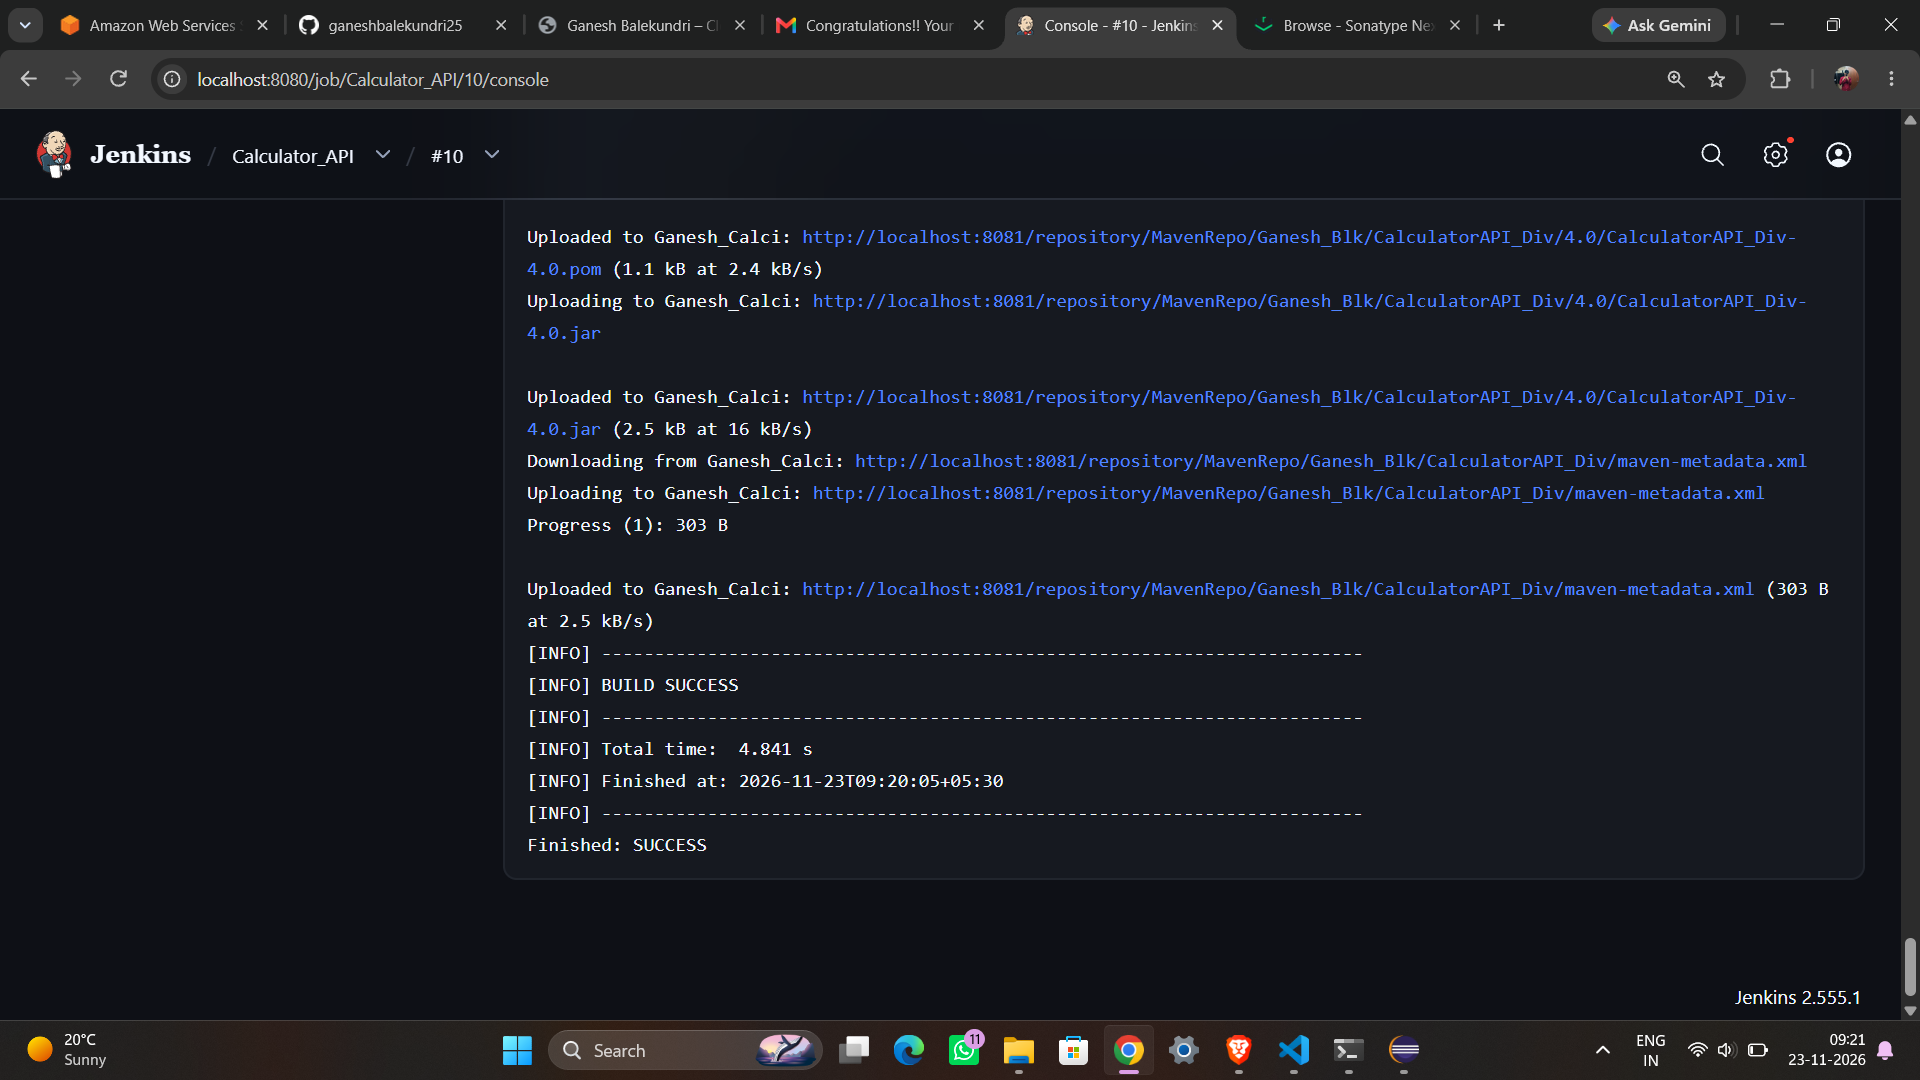 Amazon Web Services
ganeshbalekundri25
Ganesh Balekundri – Cl
Congratulations!! Your
Console - #10 - Jenkins
Browse - Sonatype Ne
Ask Gemini
localhost:8080/job/Calculator_API/10/console
Jenkins / Calculator_API / #10
Uploaded to Ganesh_Calci: http://localhost:8081/repository/MavenRepo/Ganesh_Blk/CalculatorAPI_Div/4.0/CalculatorAPI_Div-
4.0.pom (1.1 kB at 2.4 kB/s)
Uploading to Ganesh_Calci: http://localhost:8081/repository/MavenRepo/Ganesh_Blk/CalculatorAPI_Div/4.0/CalculatorAPI_Div-
4.0.jar
Uploaded to Ganesh_Calci: http://localhost:8081/repository/MavenRepo/Ganesh_Blk/CalculatorAPI_Div/4.0/CalculatorAPI_Div-
4.0.jar (2.5 kB at 16 kB/s)
Downloading from Ganesh_Calci: http://localhost:8081/repository/MavenRepo/Ganesh_Blk/CalculatorAPI_Div/maven-metadata.xml
Uploading to Ganesh_Calci: http://localhost:8081/repository/MavenRepo/Ganesh_Blk/CalculatorAPI_Div/maven-metadata.xml
Progress (1): 303 B
Uploaded to Ganesh_Calci: http://localhost:8081/repository/MavenRepo/Ganesh_Blk/CalculatorAPI_Div/maven-metadata.xml (303 B
at 2.5 kB/s)
[INFO] ------------------------------------------------------------------------
[INFO] BUILD SUCCESS
[INFO] ------------------------------------------------------------------------
[INFO] Total time:  4.841 s
[INFO] Finished at: 2026-11-23T09:20:05+05:30
[INFO] ------------------------------------------------------------------------
Finished: SUCCESS
Jenkins 2.555.1
20°C
Sunny
Search
11
ENG
IN
09:21
23-11-2026